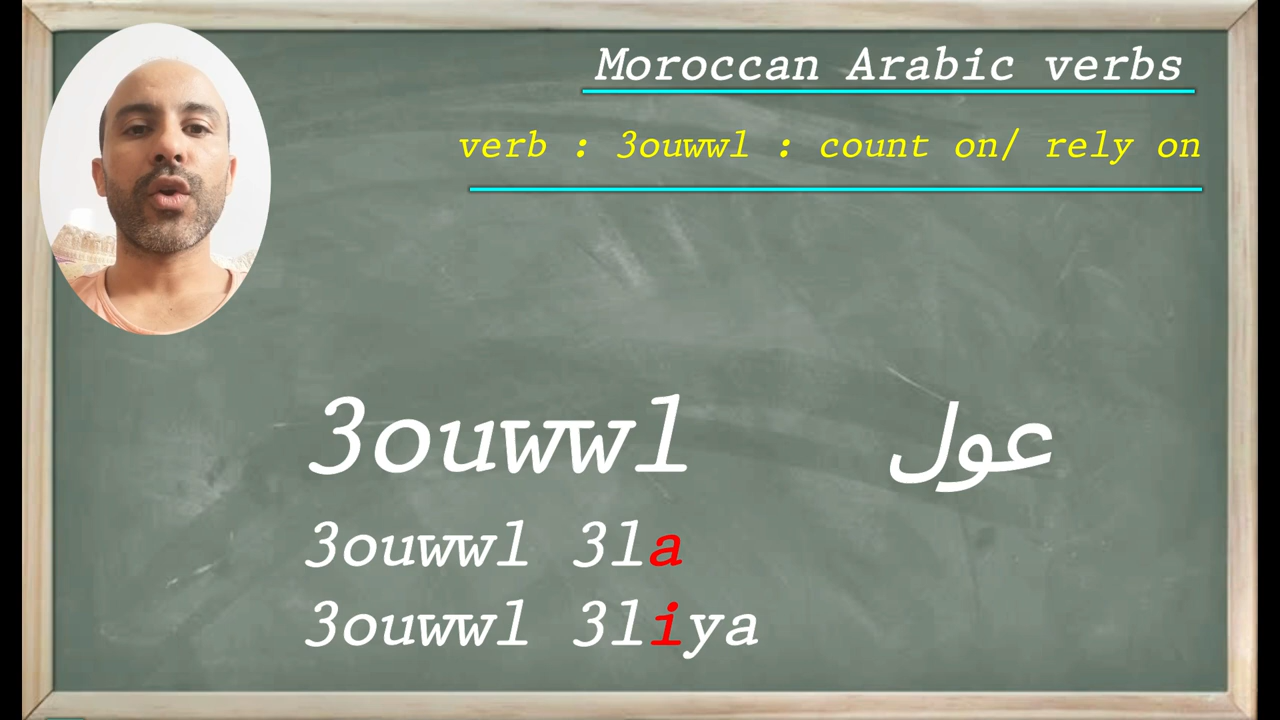 Moroccan Arabic verbs
verb : 3ouwwl : count on/ rely on
3ouwwl عول
3ouwwl 3la
3ouwwl 3liya